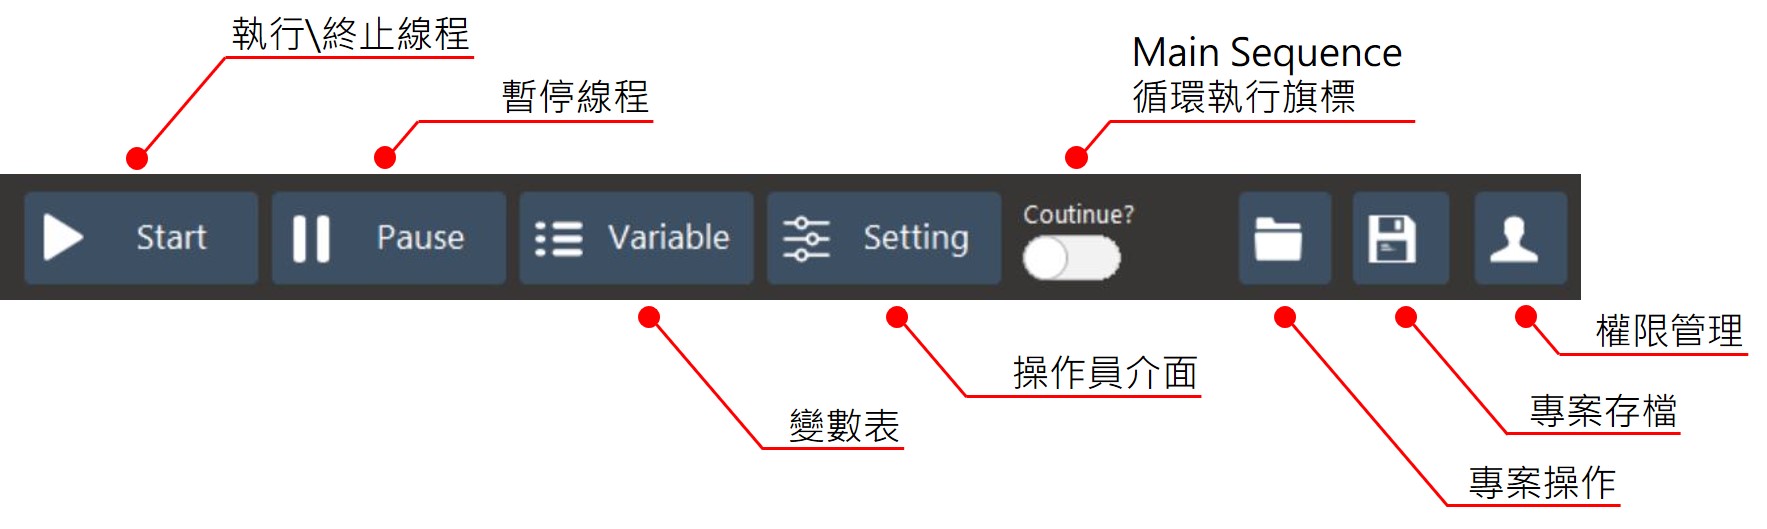 執行\終止線程
暫停線程
Main Sequence
循環執行旗標
Start
Pause
Variable
Setting
Coutinue?
變數表
操作員介面
權限管理
專案存檔
專案操作